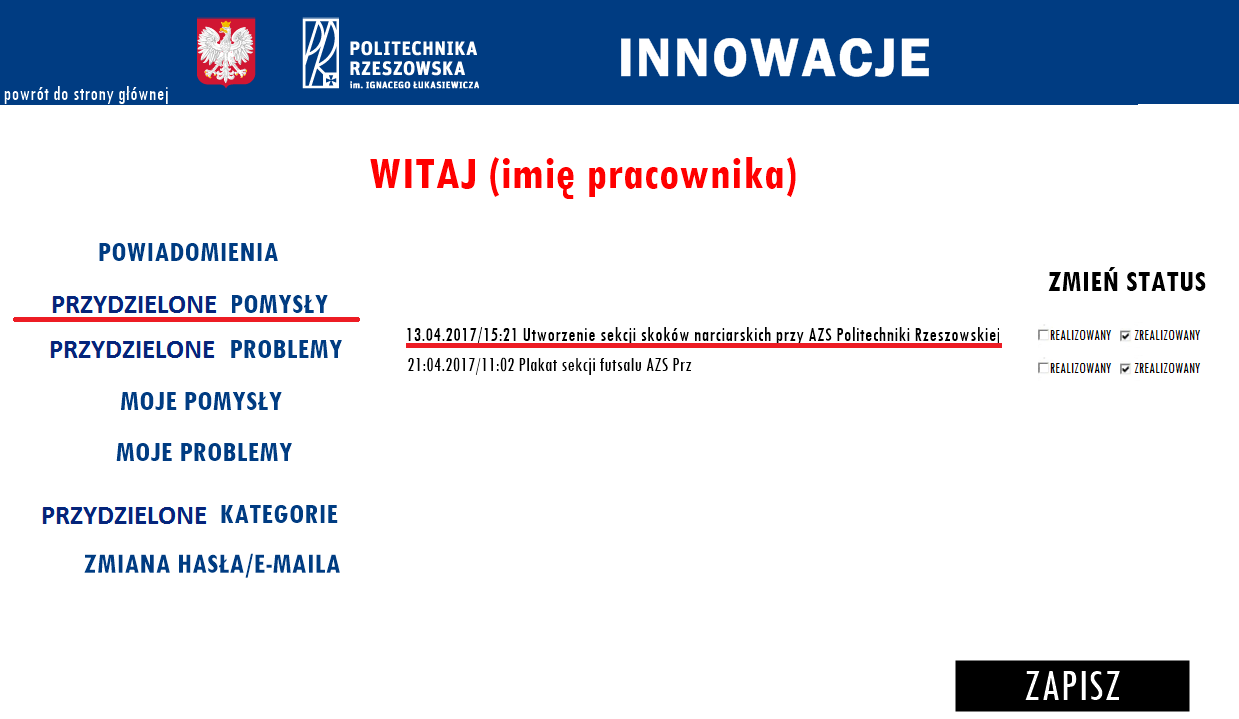 POLITECHNIKA
RZESZOWSKA
im. IGNACEGO ŁUKASIEWICZA
INNOWACJE
powrót do strony głównej
WITAJ (imię pracownika)
POWIADOMIENIA
PRZYDZIELONE POMYSŁY
PRZYDZIELONE PROBLEMY
MOJE POMYSŁY
MOJE PROBLEMY
PRZYDZIELONE KATEGORIE
ZMIANA HASŁA/E-MAILA
ZMIEŃ STATUS
13.04.2017/15:21 Utworzenie sekcji skoków narciarskich przy AZS Politechniki Rzeszowskiej REALIZOWANY ZREALIZOWANY
21:04.2017/11:02 Plakat sekcji futsalu AZS Prz REALIZOWANY ZREALIZOWANY
ZAPISZ